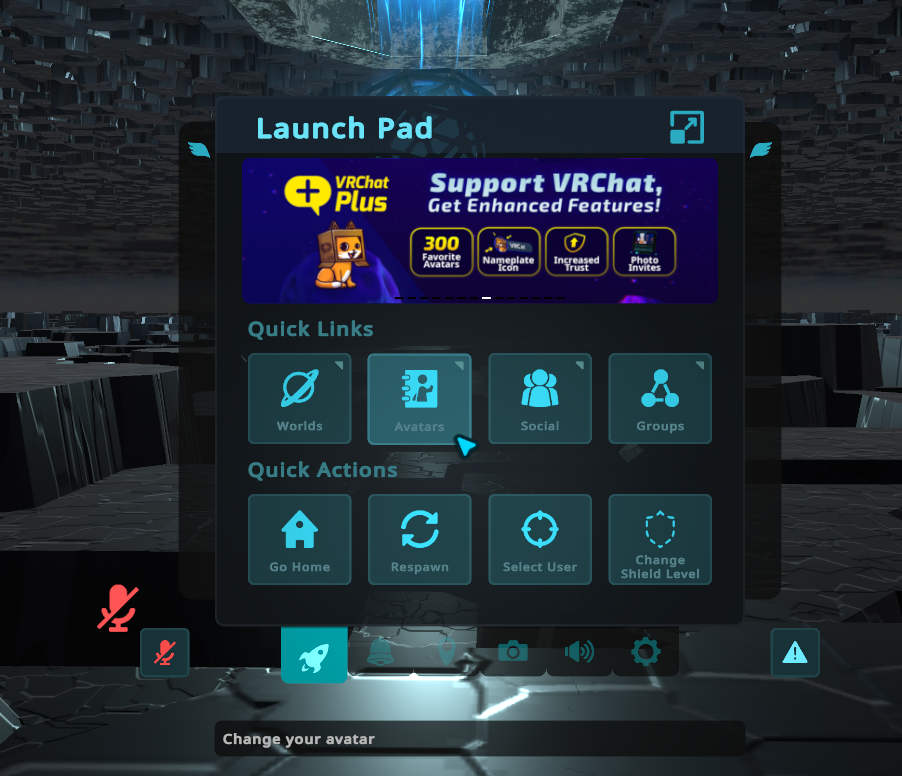 Launch Pad
VRChat
Plus
Support VRChat,
Get Enhanced Features!
300
Favorite
Avatars
VRCat
Nameplate
Icon
Increased
Trust
Photo
Invites
Quick Links
Worlds
Avatars
Social
Groups
Quick Actions
Go Home
Respawn
Select User
Change
Shield Level
Change your avatar